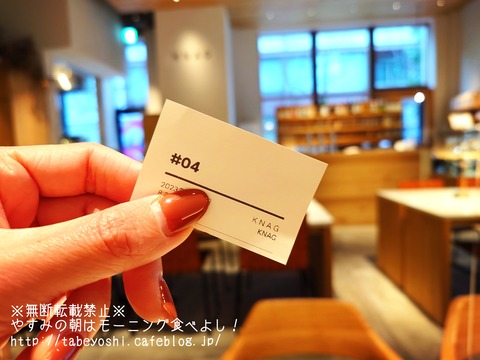 #04
2023
KNAG
KNAG
※無断転載禁止※
やすみの朝はモーニング食べよし！
http://tabeyoshi.cafeblog.jp/